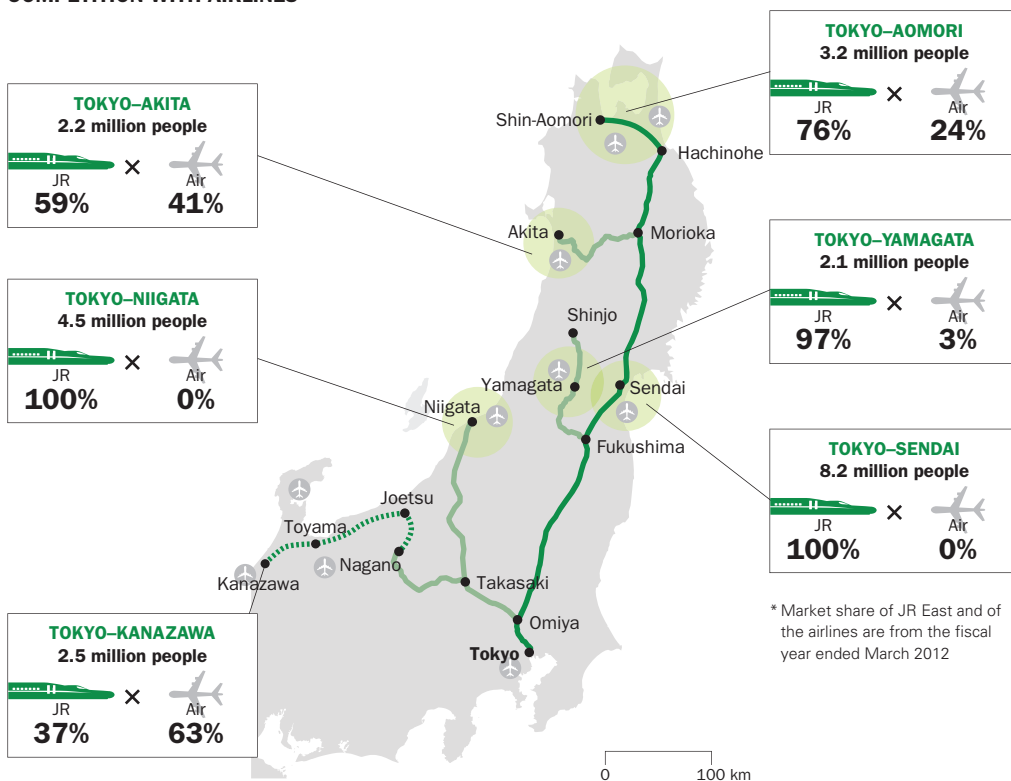 COMPETITION WITH AIRLINES
TOKYO–AKITA
2.2 million people
JR × Air
59% 41%
TOKYO–NIIGATA
4.5 million people
JR × Air
100% 0%
TOKYO–KANAZAWA
2.5 million people
JR × Air
37% 63%
TOKYO–AOMORI
3.2 million people
JR × Air
76% 24%
TOKYO–YAMAGATA
2.1 million people
JR × Air
97% 3%
TOKYO–SENDAI
8.2 million people
JR × Air
100% 0%
Shin-Aomori
Hachinohe
Akita
Morioka
Shinjo
Yamagata
Sendai
Niigata
Fukushima
Joetsu
Toyama
Nagano
Kanazawa
Takasaki
Omiya
Tokyo
* Market share of JR East and of
the airlines are from the fiscal
year ended March 2012
0 100 km